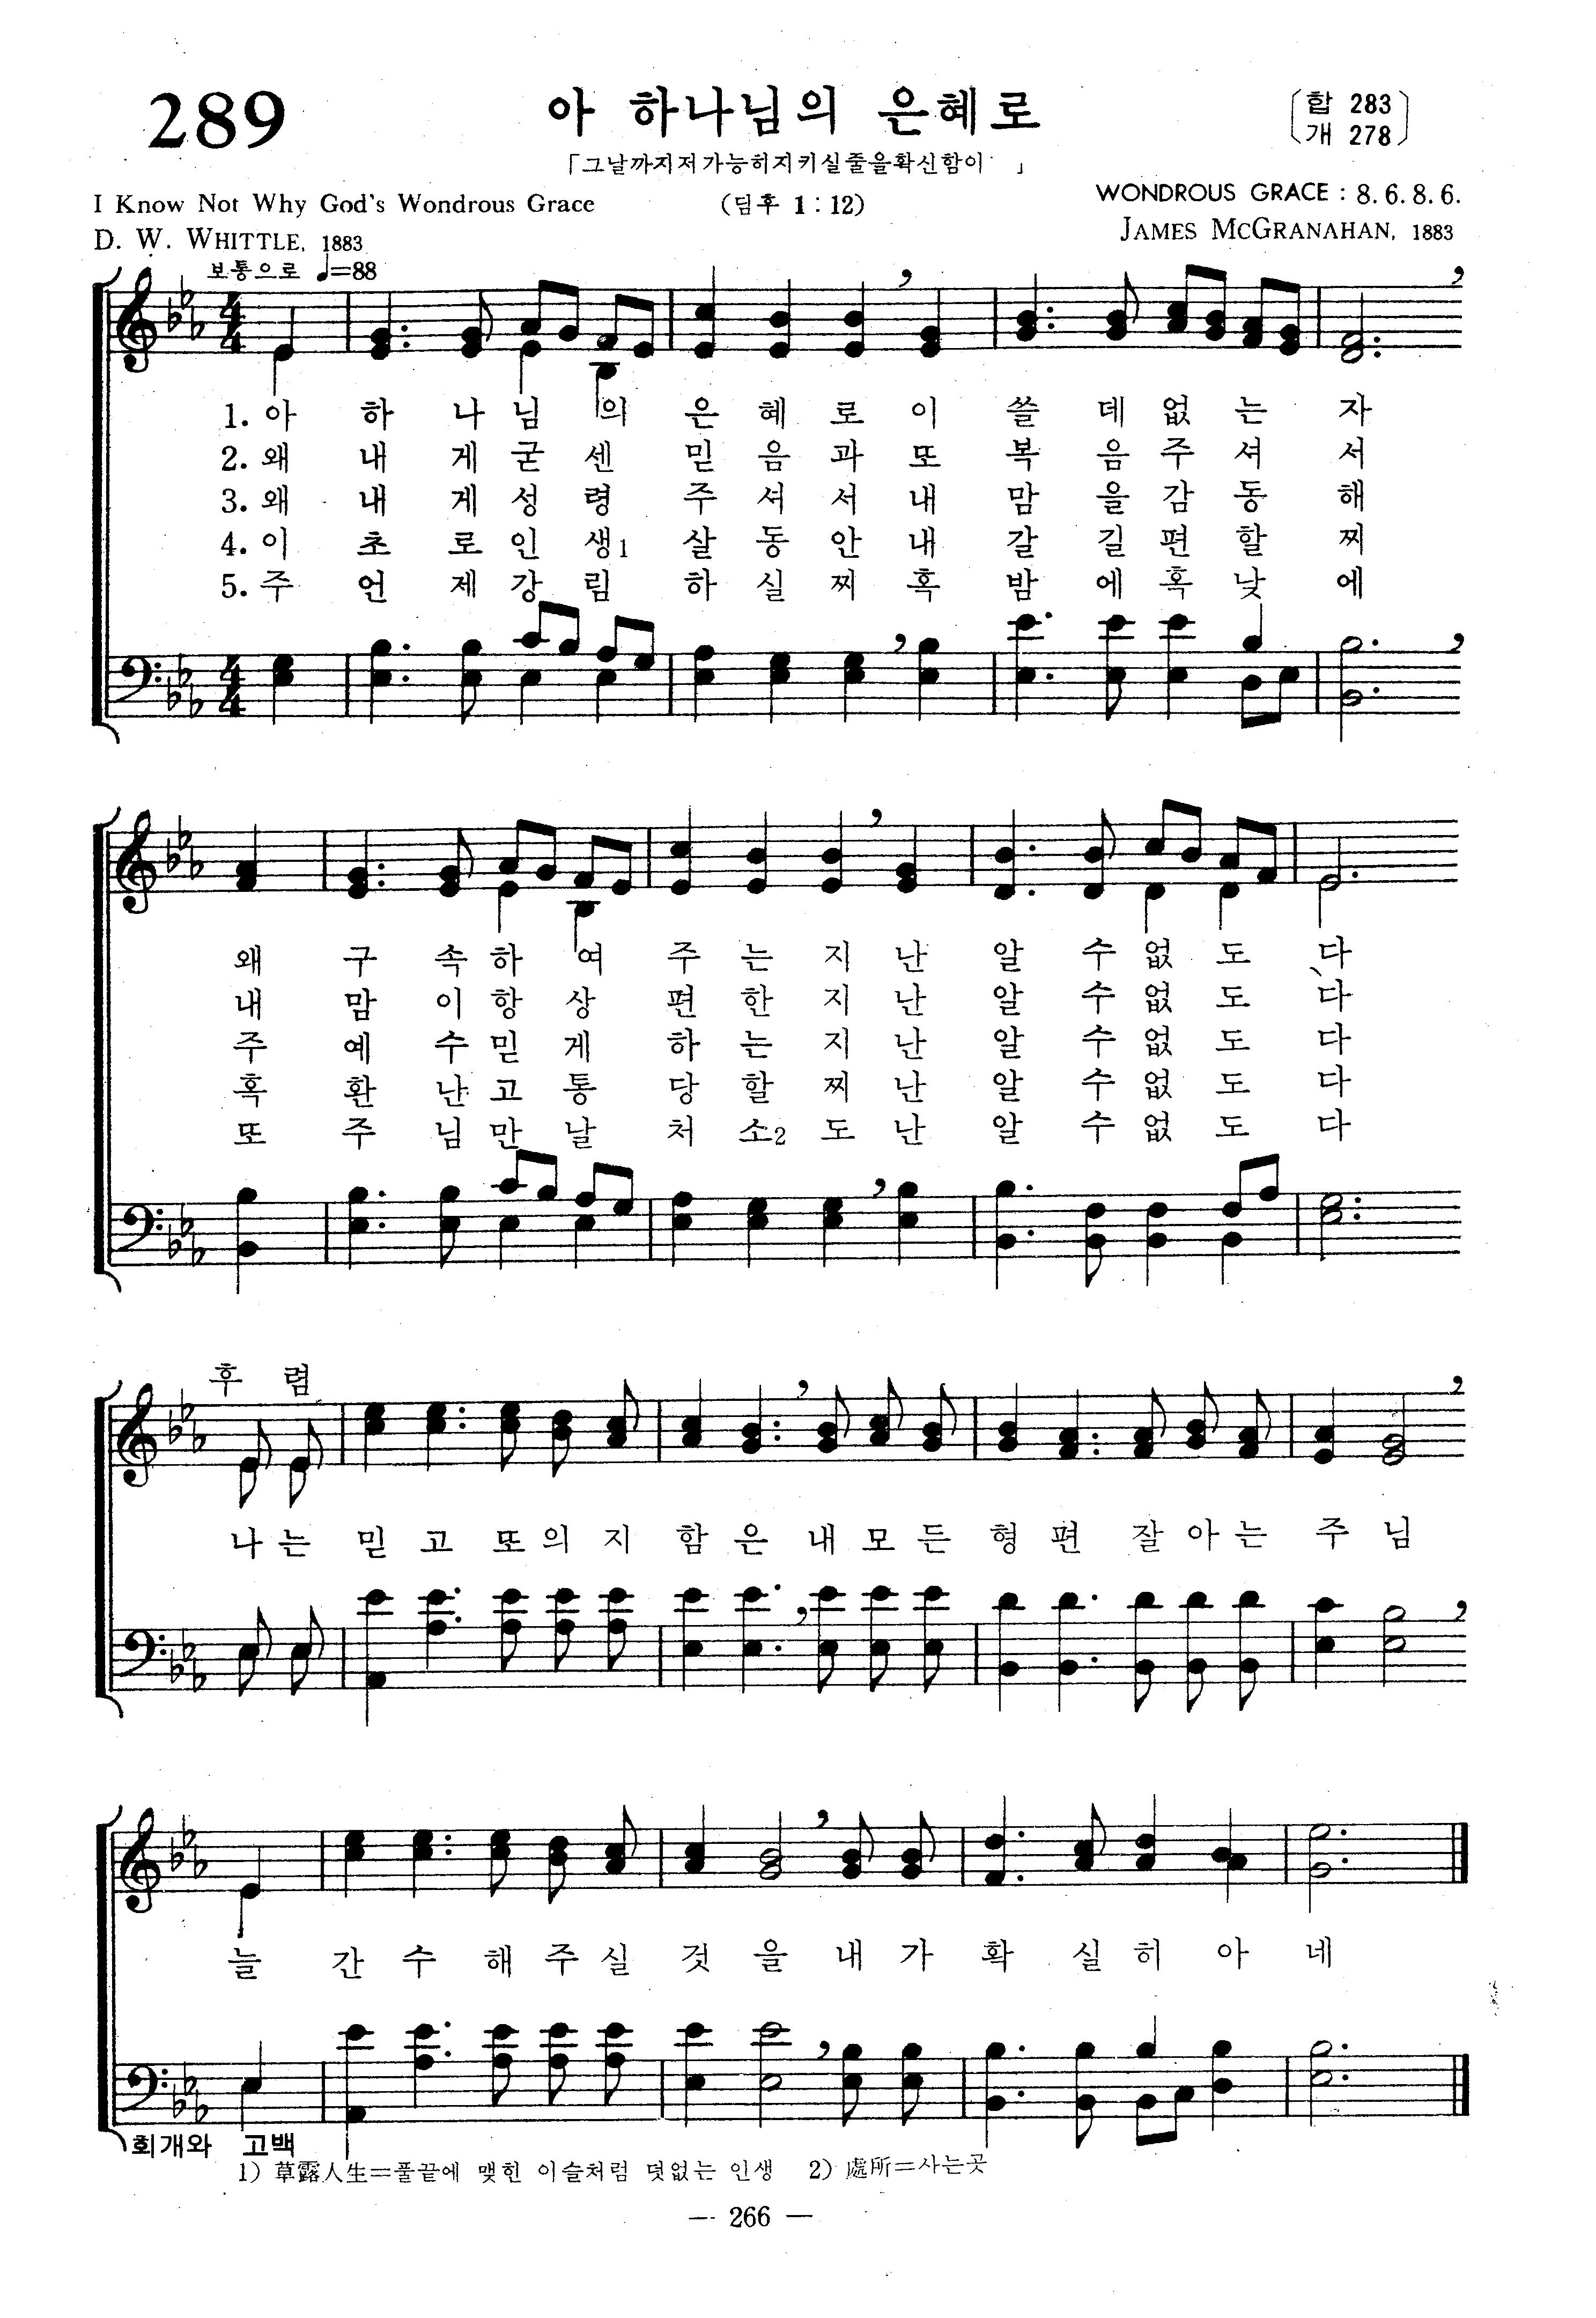 289
아 하나님의 은혜로
합 283
개 278
「그날까지저가능히지키실줄을확신함이」
I Know Not Why God's Wondrous Grace
(딤후 1 : 12)
WONDROUS GRACE : 8. 6. 8. 6.
D. W. WHITTLE, 1883
JAMES McGRANAHAN, 1883
보통으로 ♩=88
1. 아 하 나 님 의 은 혜 로 이 쓸 데 없 는 자
2. 왜 내 게 굳 센 믿 음 과 또 복 음 주 셔 서
3. 왜 내 게 성 령 주 셔 서 내 맘 을 감 동 해
4. 이 초 로 인 생1 살 동 안 내 갈 길 편 할 찌
5. 주 언 제 강 림 하 실 찌 혹 밤 에 혹 낮 에
왜 구 속 하 여 주 는 지 난 알 수 없 도 다
내 맘 이 항 상 편 한 지 난 알 수 없 도 다
주 예 수 믿 게 하 는 지 난 알 수 없 도 다
혹 환 난 고 통 당 할 찌 난 알 수 없 도 다
또 주 님 만 날 처 소2 도 난 알 수 없 도 다
후 렴
나 는 믿 고 또 의 지 함 은 내 모 든 형 편 잘 아 는 주 님
늘 간 수 해 주 실 것 을 내 가 확 실 히 아 네
회개와 고백
1) 草露人生=풀끝에 맺힌 이슬처럼 덧없는 인생 2) 處所=사는곳
— 266 —